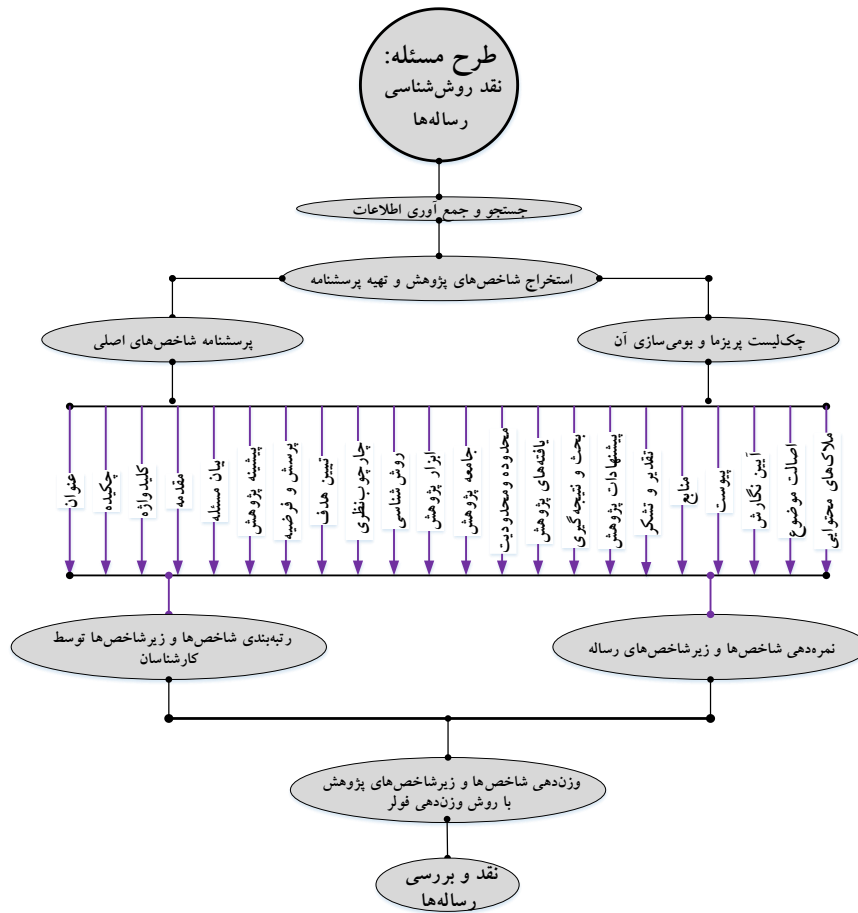 طرح مسئله:
نقد روش‌شناسی
رساله‌ها
جستجو و جمع آوری اطلاعات
استخراج شاخص‌های پژوهش و تهیه پرسشنامه
چک‌لیست پریزما و بومی‌سازی آن
پرسشنامه شاخص‌های اصلی
ملاک‌های محتوایی
اصالت موضوع
آیین نگارش
پیوست
منابع
تقدیر و تشکر
پیشنهادات پژوهش
بحث و نتیجه‌گیری
یافته‌های پژوهش
محدوده ومحدودیت
جامعه پژوهش
ابزار پژوهش
روش شناسی
چارچوب‌نظری
تیین هدف
پرسش و فرضیه
پیشینه پژوهش
بیان مسئله
مقدمه
کلیدواژه
چکیده
عنوان
نمره‌دهی شاخص‌ها و زیرشاخص‌های رساله
رتبه‌بندی شاخص‌ها و زیرشاخص‌ها توسط
کارشناسان
وزن‌دهی شاخص‌ها و زیرشاخص‌های پژوهش
با روش وزن‌دهی فولر
نقد و بررسی
رساله‌ها